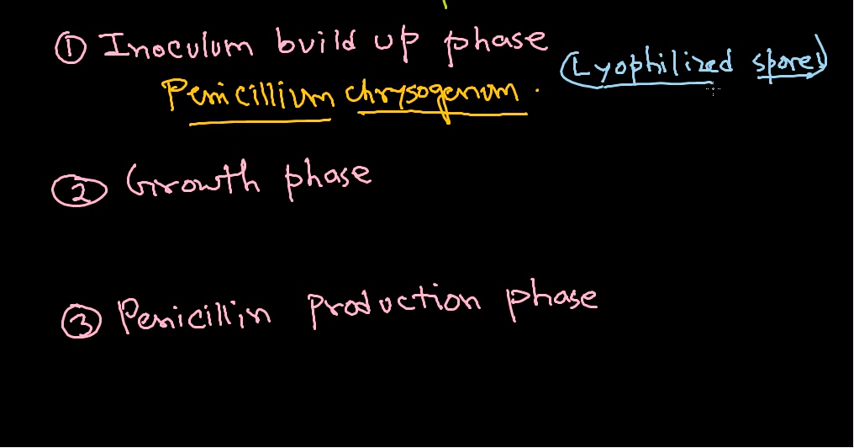 ① Inoculum build up phase
(Lyophilized spores)
Penicillium chrysogenum.
② Growth phase
③ Penicillin production phase